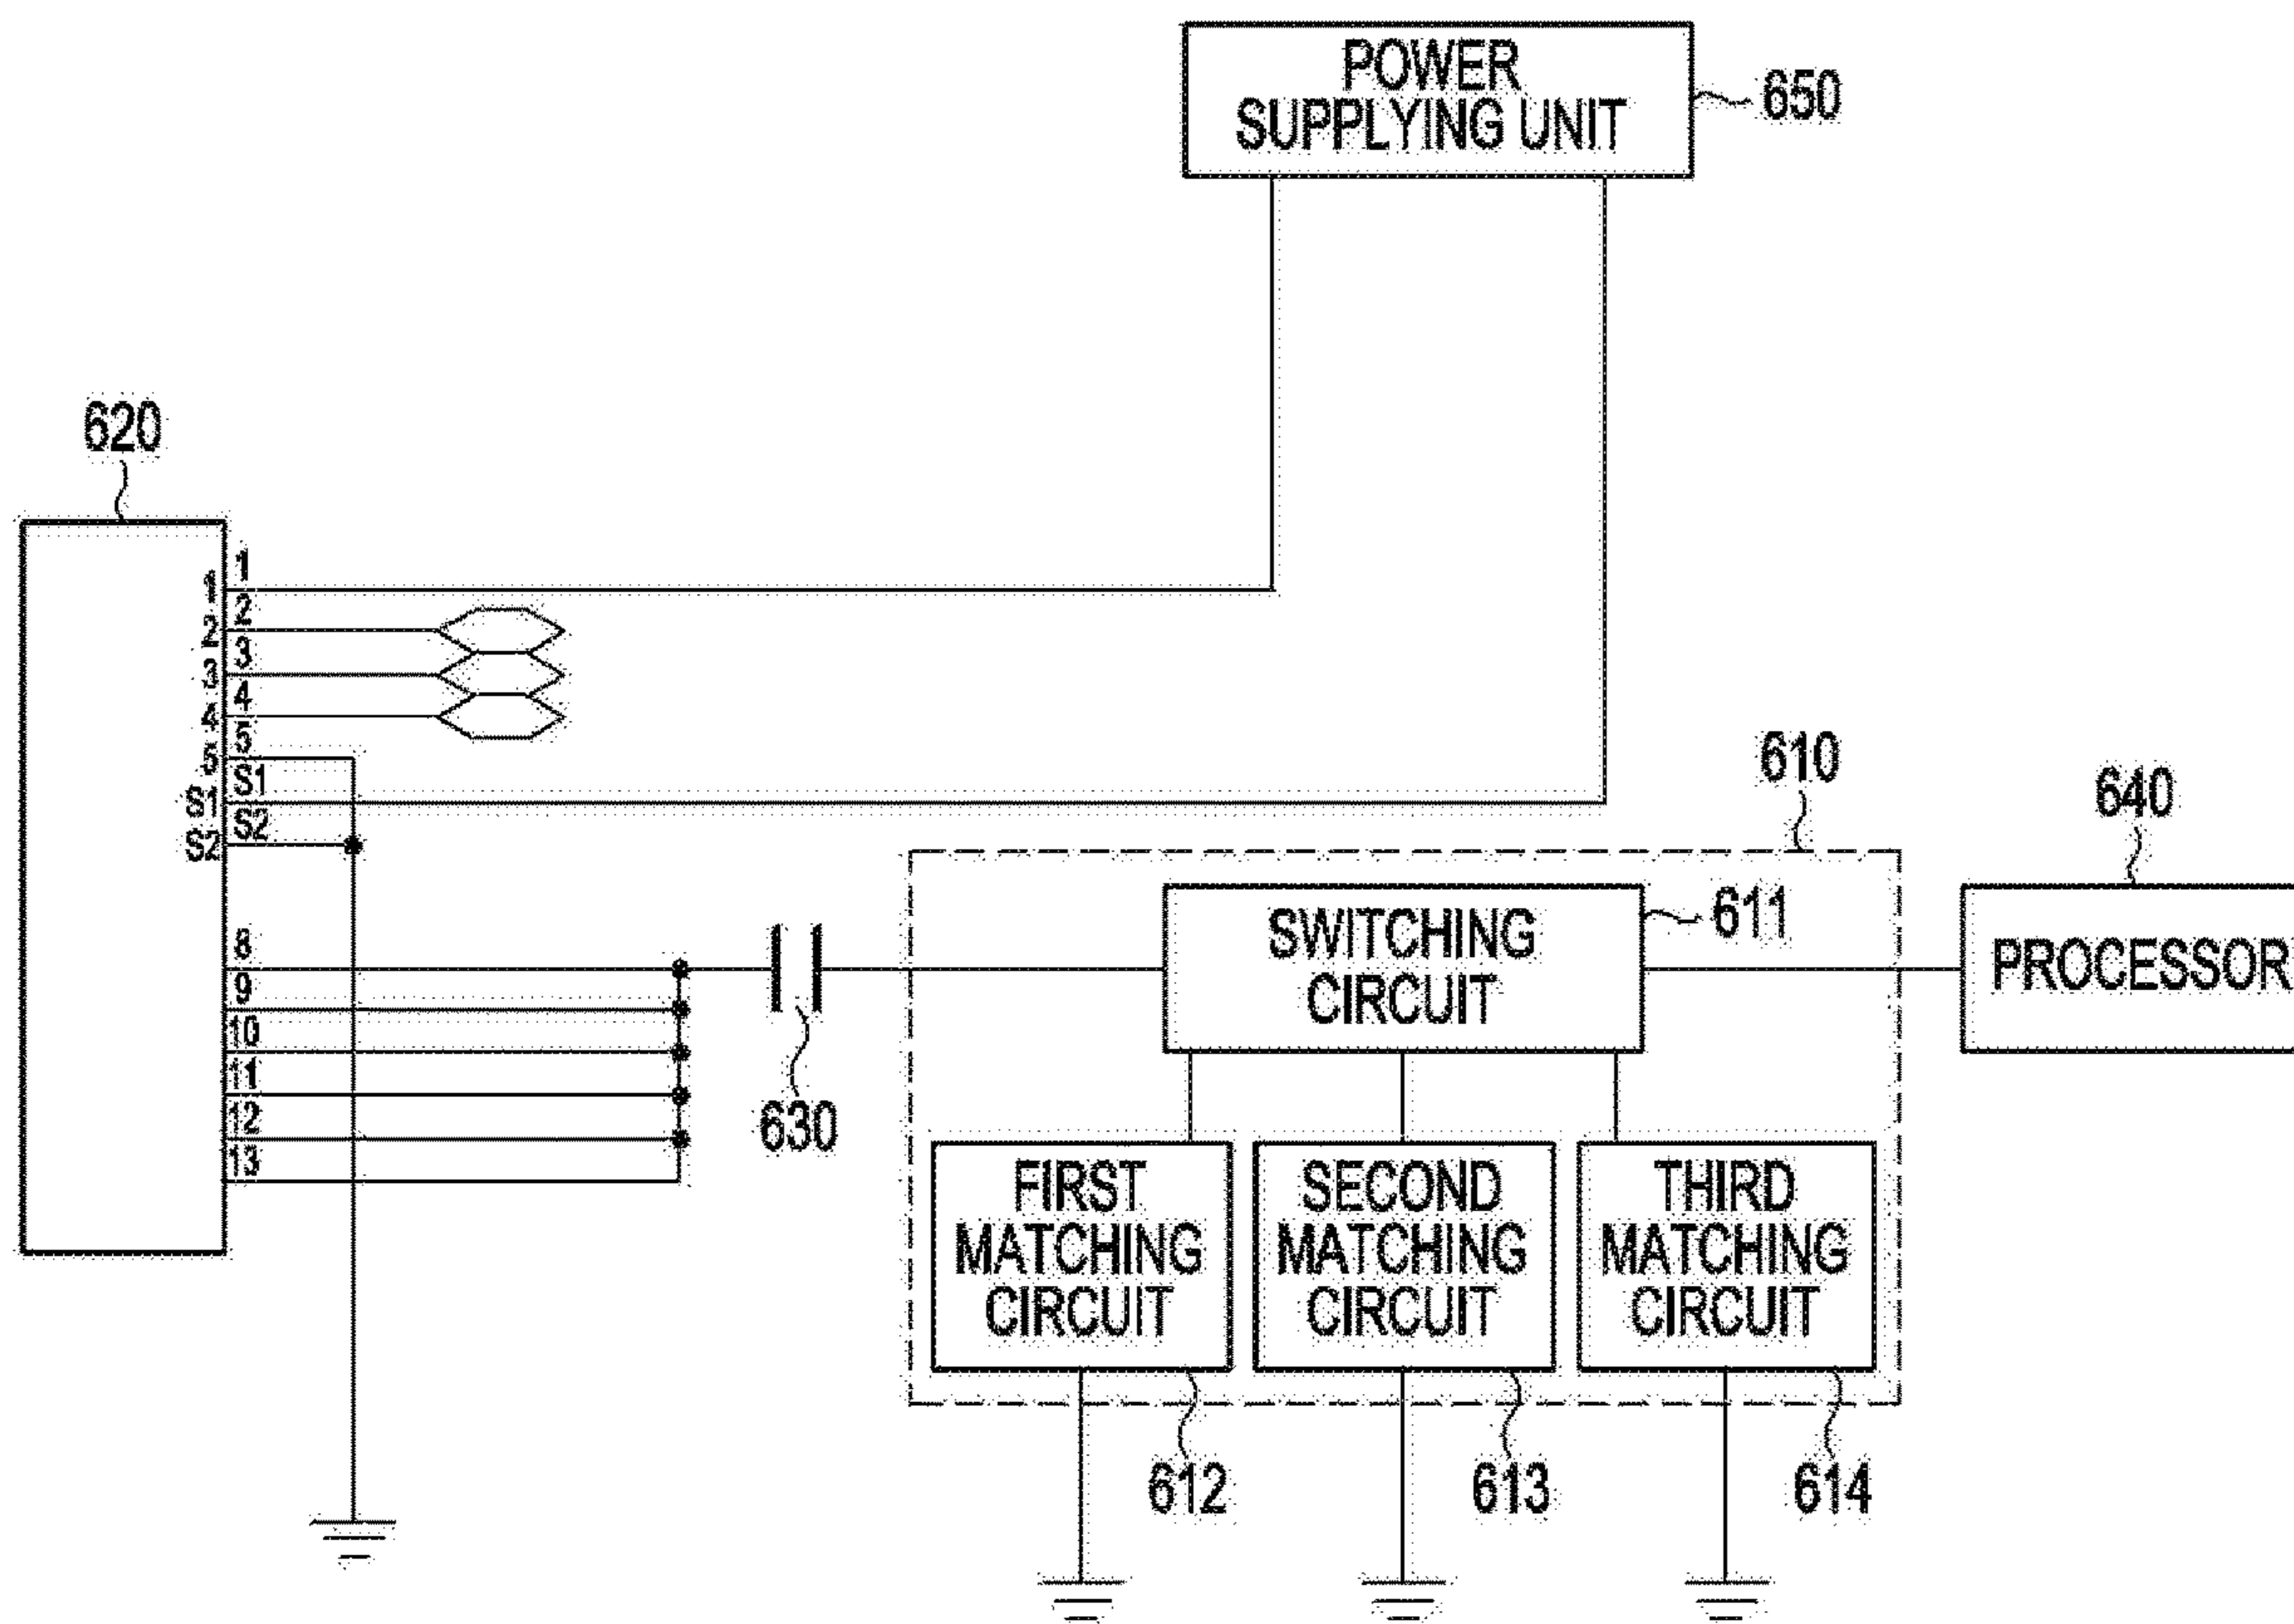 POWER
SUPPLYING UNIT
650
620
1
1
2
2
3
3
4
4
5
5
S1
S1
S2
S2
8
9
10
11
12
13
630
610
SWITCHING
CIRCUIT
611
640
PROCESSOR
FIRST
MATCHING
CIRCUIT
SECOND
MATCHING
CIRCUIT
THIRD
MATCHING
CIRCUIT
612
613
614